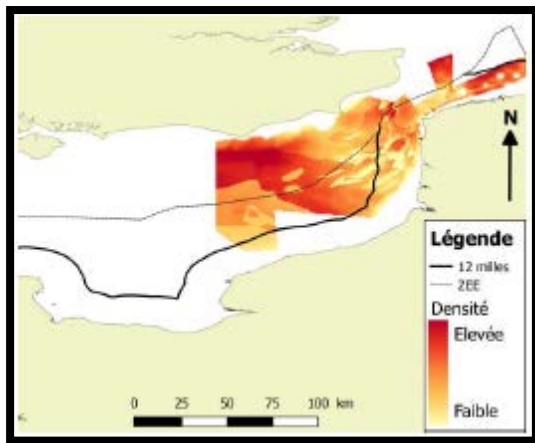 N
Légende
12 milles
ZEE
Densité
Elevée
Faible
0 25 50 75 100 km